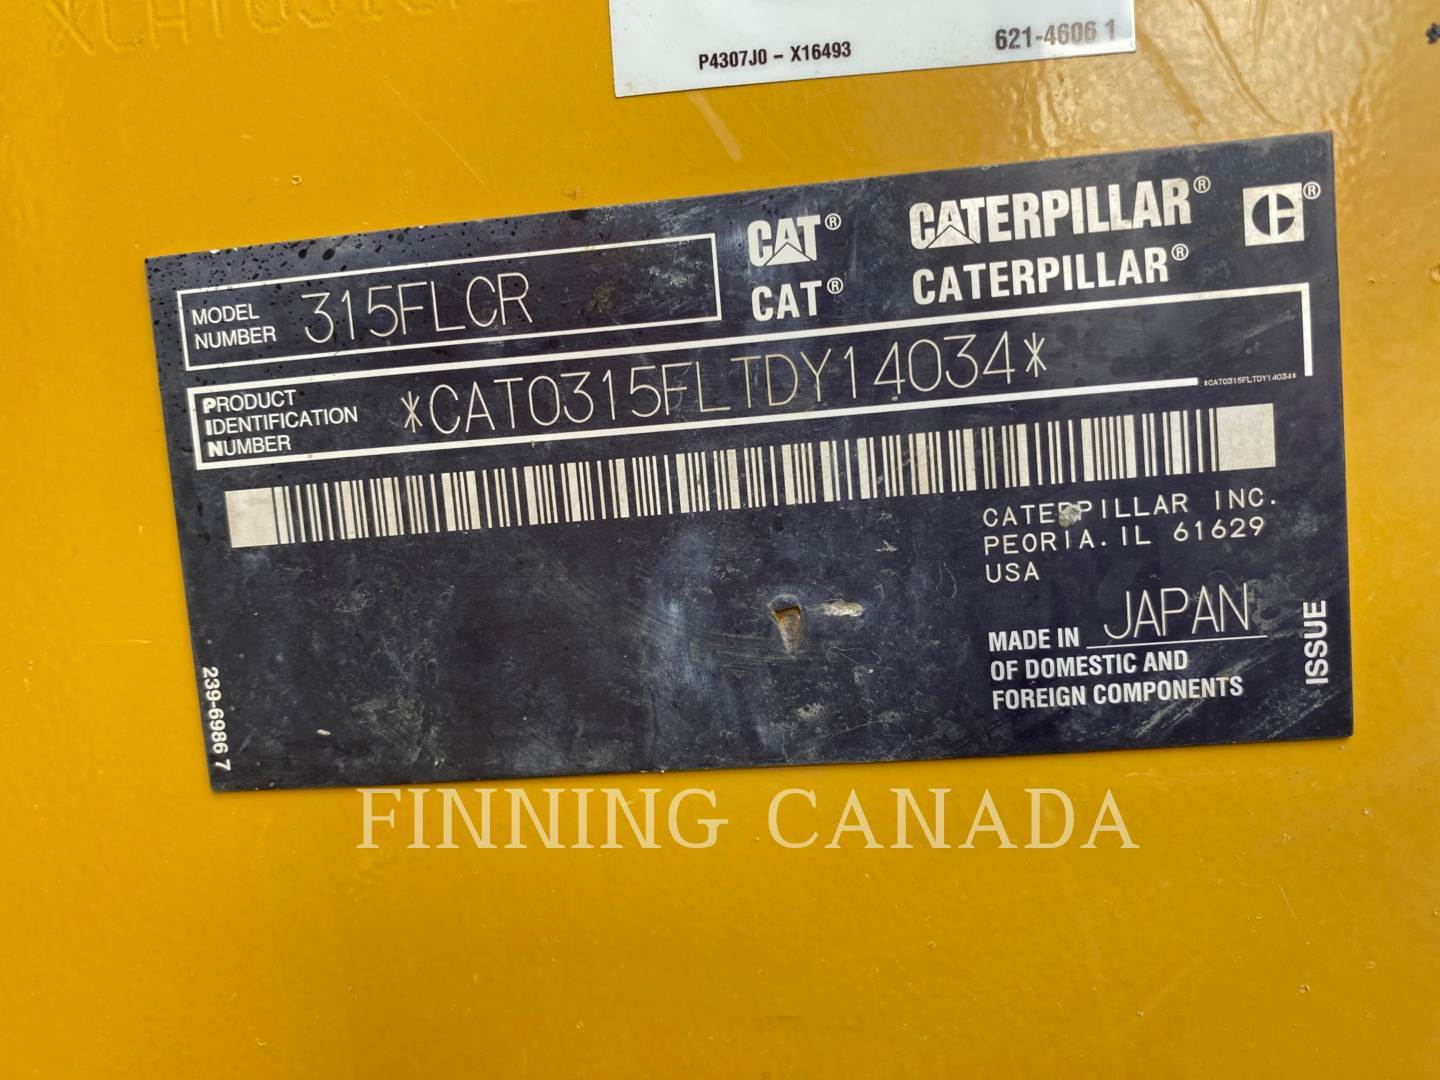 P4307J0 - X16493
621-4606 1
CAT® CATERPILLAR®
CAT® CATERPILLAR®
MODEL NUMBER 315FLCR
PRODUCT IDENTIFICATION NUMBER *CAT0315FLTDY14034*
*CAT0315FLTDY14034*
CATERPILLAR INC.
PEORIA. IL 61629
USA
MADE IN JAPAN
OF DOMESTIC AND
FOREIGN COMPONENTS
ISSUE
239-6986 7
FINNING CANADA